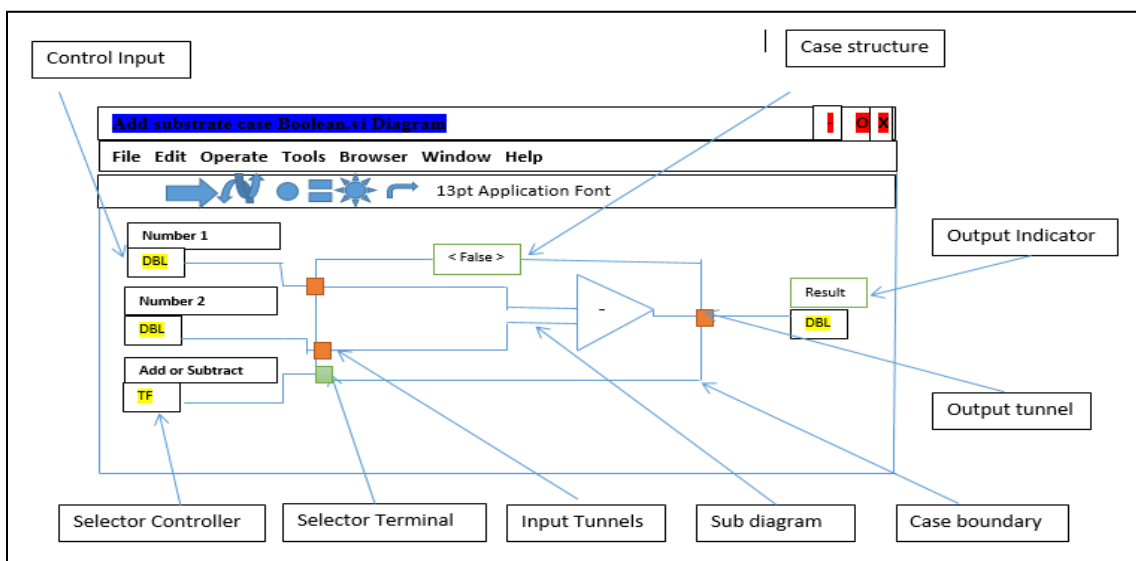 Control Input
Case structure
Add substrate case Boolean.vi Diagram
- O X
File Edit Operate Tools Browser Window Help
13pt Application Font
Number 1
DBL
< False >
Output Indicator
Number 2
DBL
-
Result
DBL
Add or Subtract
TF
Output tunnel
Selector Controller
Selector Terminal
Input Tunnels
Sub diagram
Case boundary